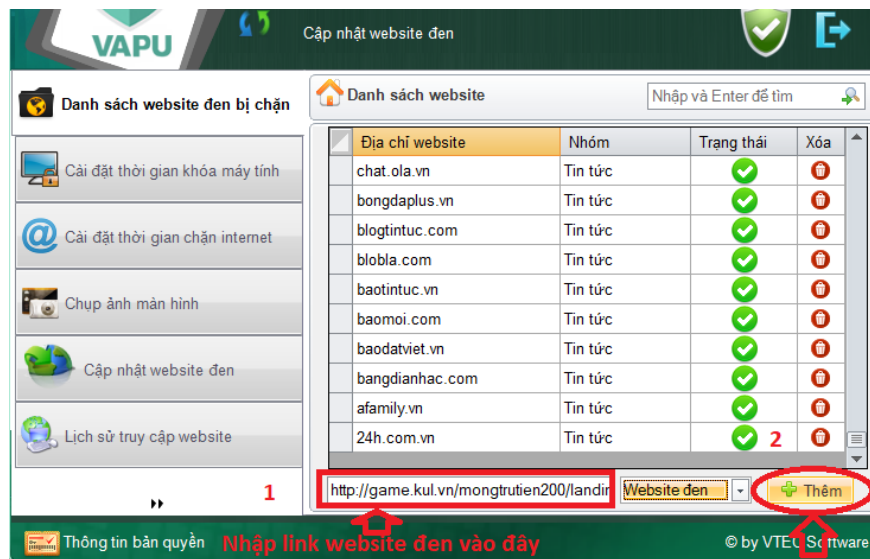 VAPU
Cập nhật website đen
Danh sách website đen bị chặn
Cài đặt thời gian khóa máy tính
Cài đặt thời gian chặn internet
Chụp ảnh màn hình
Cập nhật website đen
Lịch sử truy cập website
1
Danh sách website
Nhập và Enter để tìm
Địa chỉ website Nhóm Trạng thái Xóa
chat.ola.vn Tin tức
bongdaplus.vn Tin tức
blogtintuc.com Tin tức
blobla.com Tin tức
baotintuc.vn Tin tức
baomoi.com Tin tức
baodatviet.vn Tin tức
bangdianhac.com Tin tức
afamily.vn Tin tức
24h.com.vn Tin tức 2
http://game.kul.vn/mongtrutien200/landin Website đen Thêm
Thông tin bản quyền Nhập link website đen vào đây © by VTEC Software